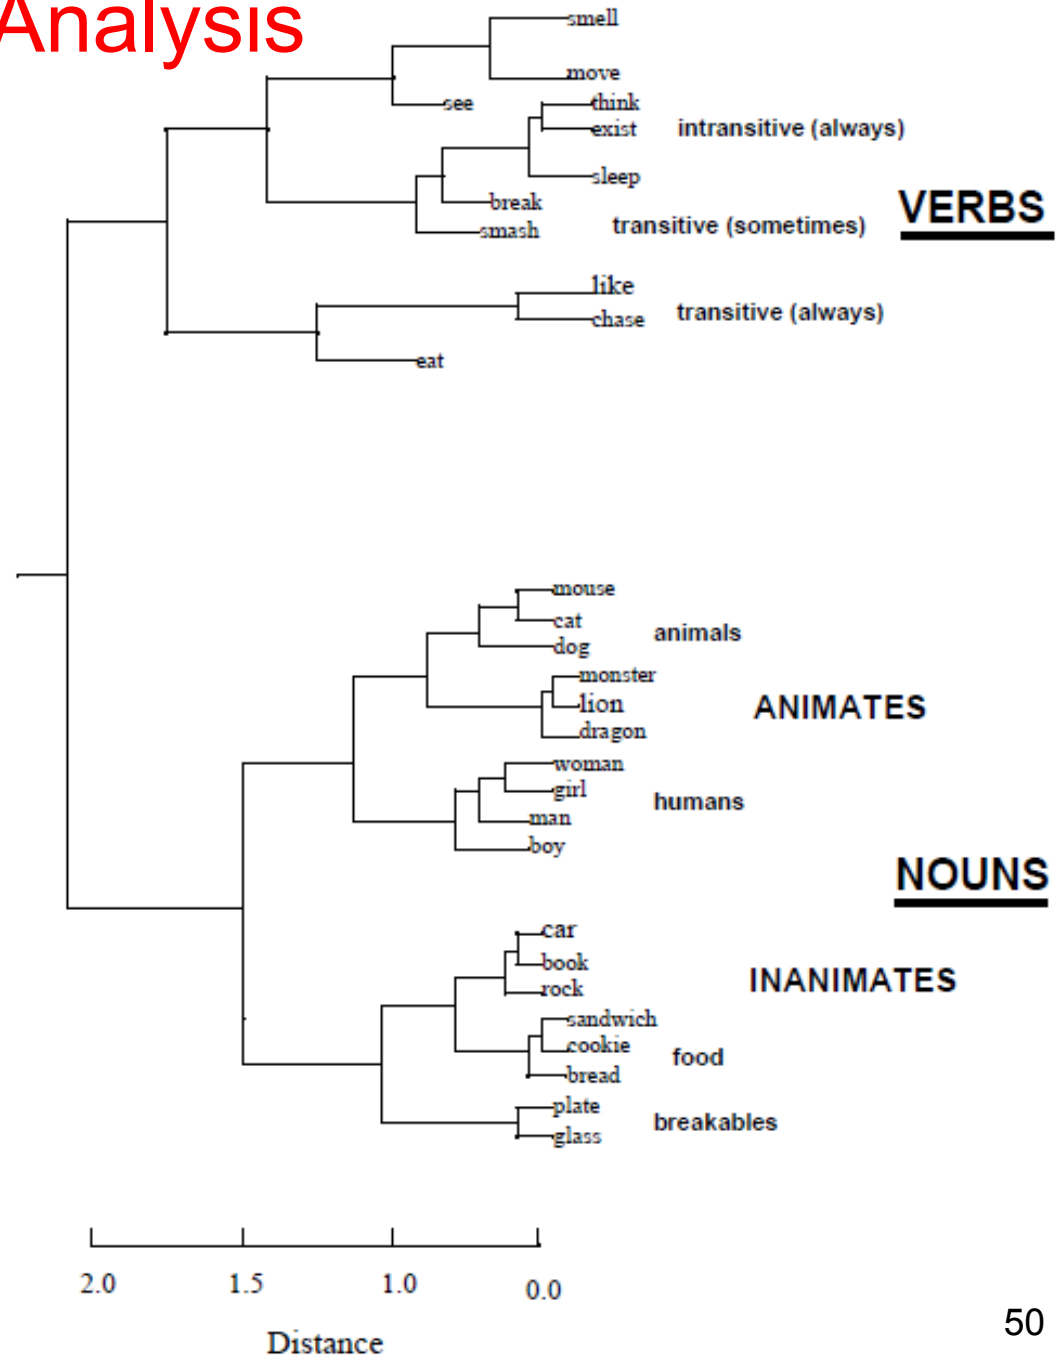 Analysis
smell
move
see
think
exist
intransitive (always)
sleep
break
VERBS
smash
transitive (sometimes)
like
chase
transitive (always)
eat
mouse
cat
animals
dog
monster
lion
ANIMATES
dragon
woman
girl
humans
man
boy
NOUNS
car
book
INANIMATES
rock
sandwich
cookie
food
bread
plate
breakables
glass
2.0 1.5 1.0 0.0
Distance
50